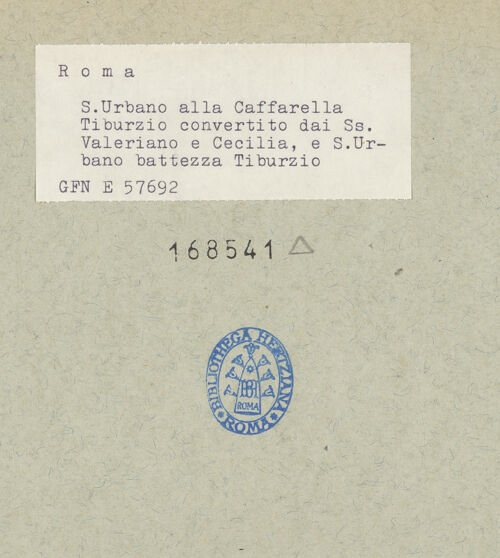 R o m a
S.Urbano alla Caffarella
Tiburzio convertito dai Ss.
Valeriano e Cecilia, e S.Ur-
bano battezza Tiburzio
GFN E 57692
168541
BIBLIOTHECA HERTZIANA
BH
ROMA
* ROMA *